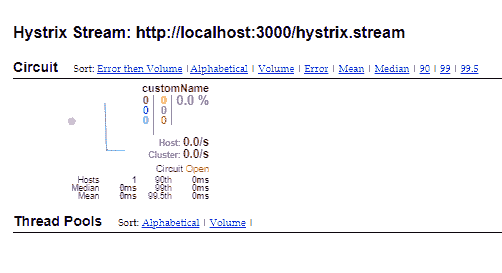 Hystrix Stream: http://localhost:3000/hystrix.stream
Circuit Sort: Error then Volume | Alphabetical | Volume | Error | Mean | Median | 90 | 99 | 99.5
customName
0 0 0.0 %
0 0
0 0
Host: 0.0/s
Cluster: 0.0/s
Circuit Open
Hosts 1 90th 0ms
Median 0ms 99th 0ms
Mean 0ms 99.5th 0ms
Thread Pools Sort: Alphabetical | Volume |